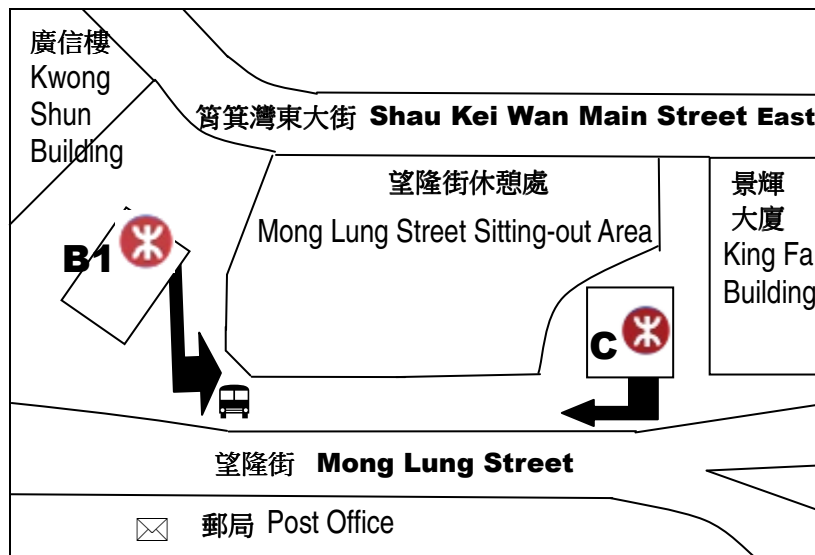 廣信樓
Kwong
Shun
Building
筲箕灣東大街 Shau Kei Wan Main Street East
望隆街休憩處
Mong Lung Street Sitting-out Area
景輝
大廈
King Fa
Building
B1
C
望隆街 Mong Lung Street
郵局 Post Office